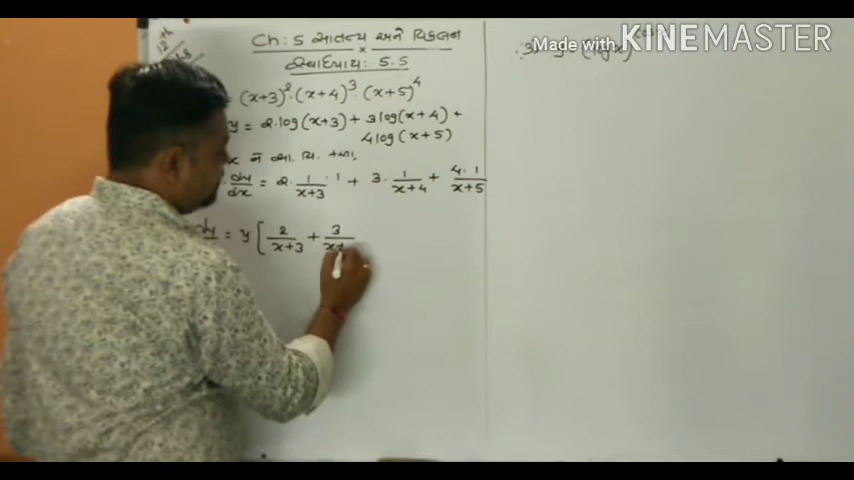 Ch: 5 સાતત્ય અને વિકલન
સ્વાધ્યાય: 5.5
(x+3)²·(x+4)³·(x+5)⁴
y = 2·log(x+3) + 3log(x+4) +
4log(x+5)
x ને
dy/dx = 2·1/(x+3)·1 + 3·1/(x+4) + 4·1/(x+5)
= y [2/(x+3) + 3/(x+
Made with KINEMASTER